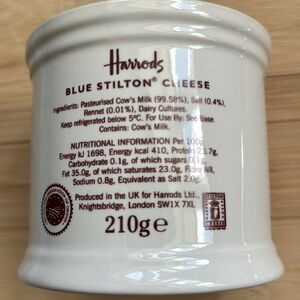 Harrods
BLUE STILTON® CHEESE
Ingredients: Pasteurised Cow's Milk (99.58%), Salt (0.4%),
Rennet (0.01%), Dairy Cultures.
Keep refrigerated below 5°C. For Use By: See Base.
Contains: Cow's Milk.
NUTRITIONAL INFORMATION Per 100g
Energy kJ 1698, Energy kcal 410, Protein 23.7g,
Carbohydrate 0.1g, of which sugars 0.1g,
Fat 35.0g, of which saturates 23.0g, Fibre Nil,
Sodium 0.8g, Equivalent as Salt 2.0g.
Produced in the UK for Harrods Ltd.,
Knightsbridge, London SW1X 7XL
210g e